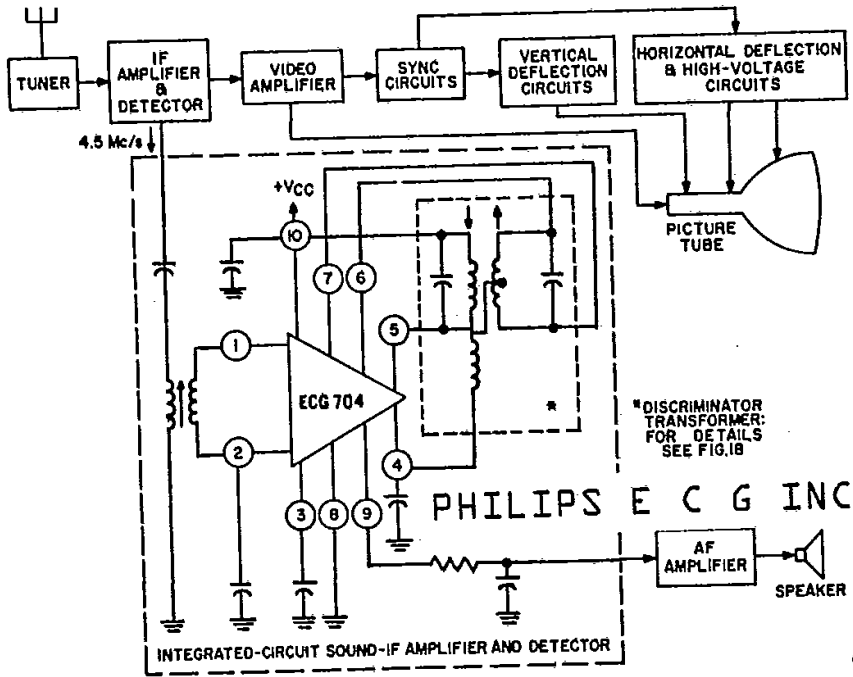 TUNER
IF
AMPLIFIER
&
DETECTOR
VIDEO
AMPLIFIER
SYNC
CIRCUITS
VERTICAL
DEFLECTION
CIRCUITS
HORIZONTAL DEFLECTION
& HIGH-VOLTAGE
CIRCUITS
4.5 Mc/s
PICTURE
TUBE
+VCC
10
7
6
5
1
ECG 704
2
4
3
8
9
*
*DISCRIMINATOR
TRANSFORMER:
FOR DETAILS
SEE FIG.18
PHILIPS E C G INC
AF
AMPLIFIER
SPEAKER
INTEGRATED-CIRCUIT SOUND-IF AMPLIFIER AND DETECTOR